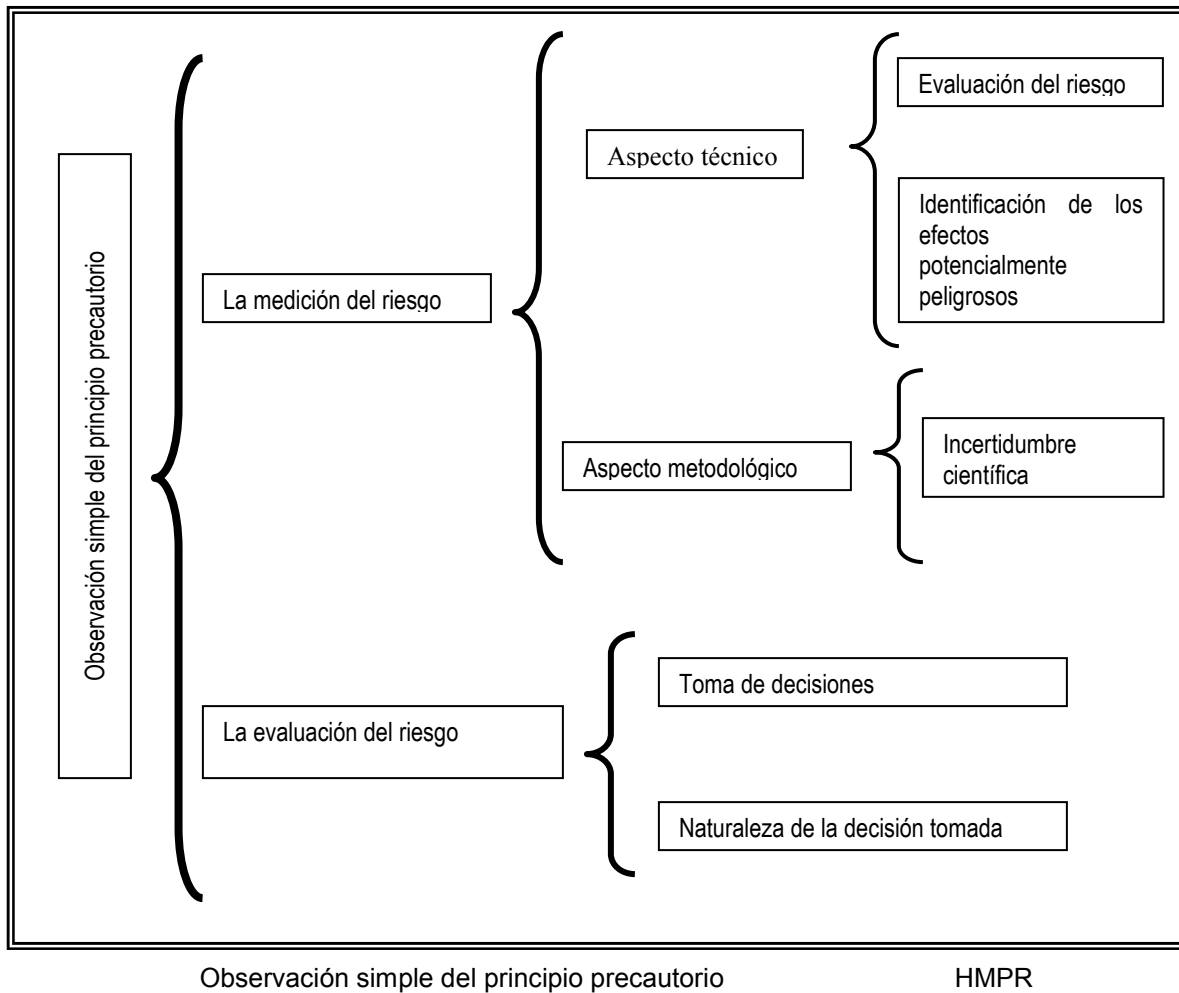 Observación simple del principio precautorio
La medición del riesgo
Aspecto técnico
Evaluación del riesgo
Identificación de los
efectos
potencialmente
peligrosos
Aspecto metodológico
Incertidumbre
científica
La evaluación del riesgo
Toma de decisiones
Naturaleza de la decisión tomada
Observación simple del principio precautorio HMPR